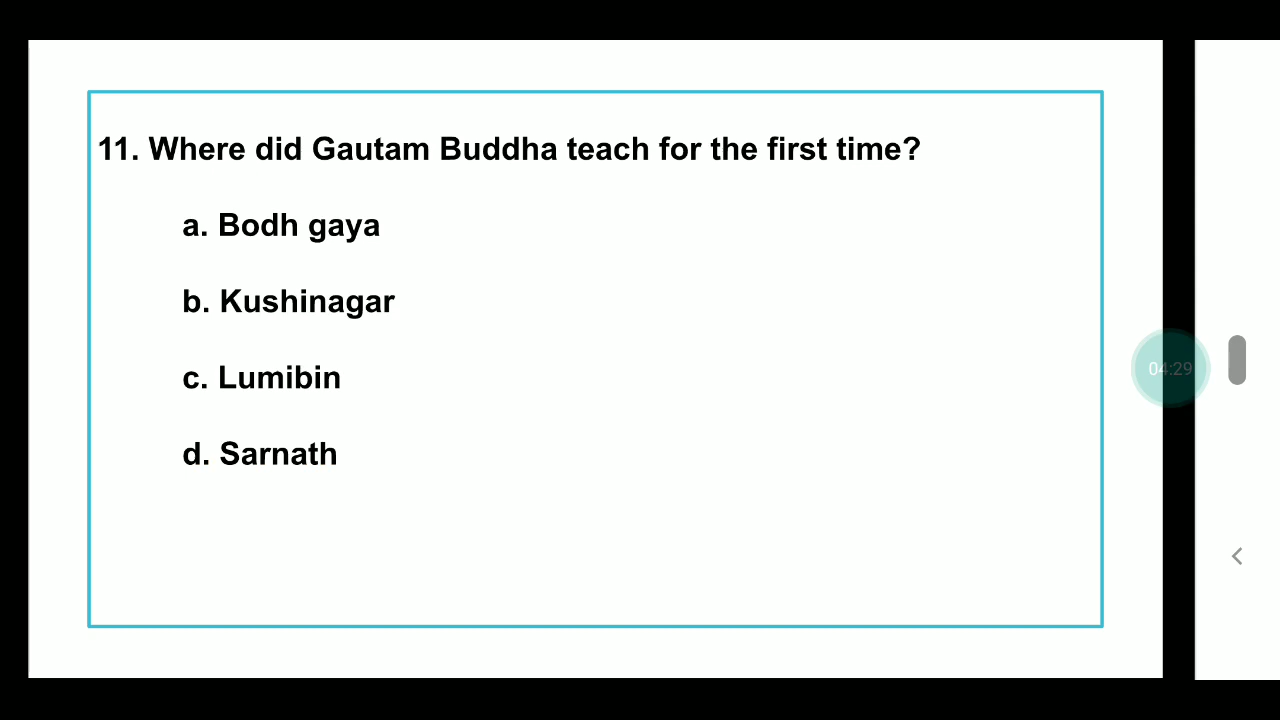 11. Where did Gautam Buddha teach for the first time?
a. Bodh gaya
b. Kushinagar
c. Lumibin
d. Sarnath
04:29